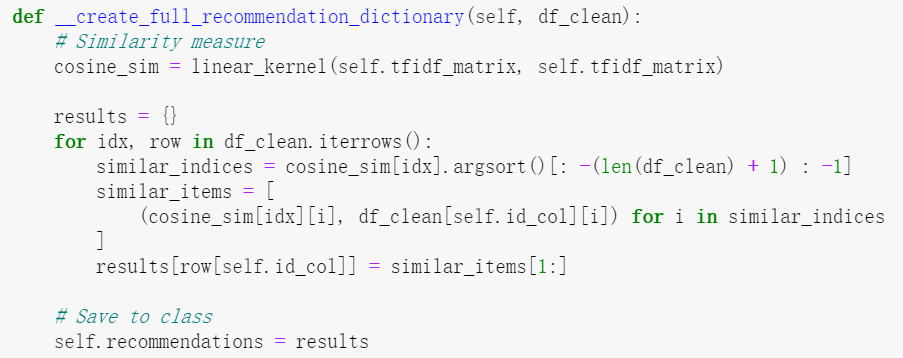 def __create_full_recommendation_dictionary(self, df_clean):
    # Similarity measure
    cosine_sim = linear_kernel(self.tfidf_matrix, self.tfidf_matrix)

    results = {}
    for idx, row in df_clean.iterrows():
        similar_indices = cosine_sim[idx].argsort()[: -(len(df_clean) + 1) : -1]
        similar_items = [
            (cosine_sim[idx][i], df_clean[self.id_col][i]) for i in similar_indices
        ]
        results[row[self.id_col]] = similar_items[1:]

    # Save to class
    self.recommendations = results